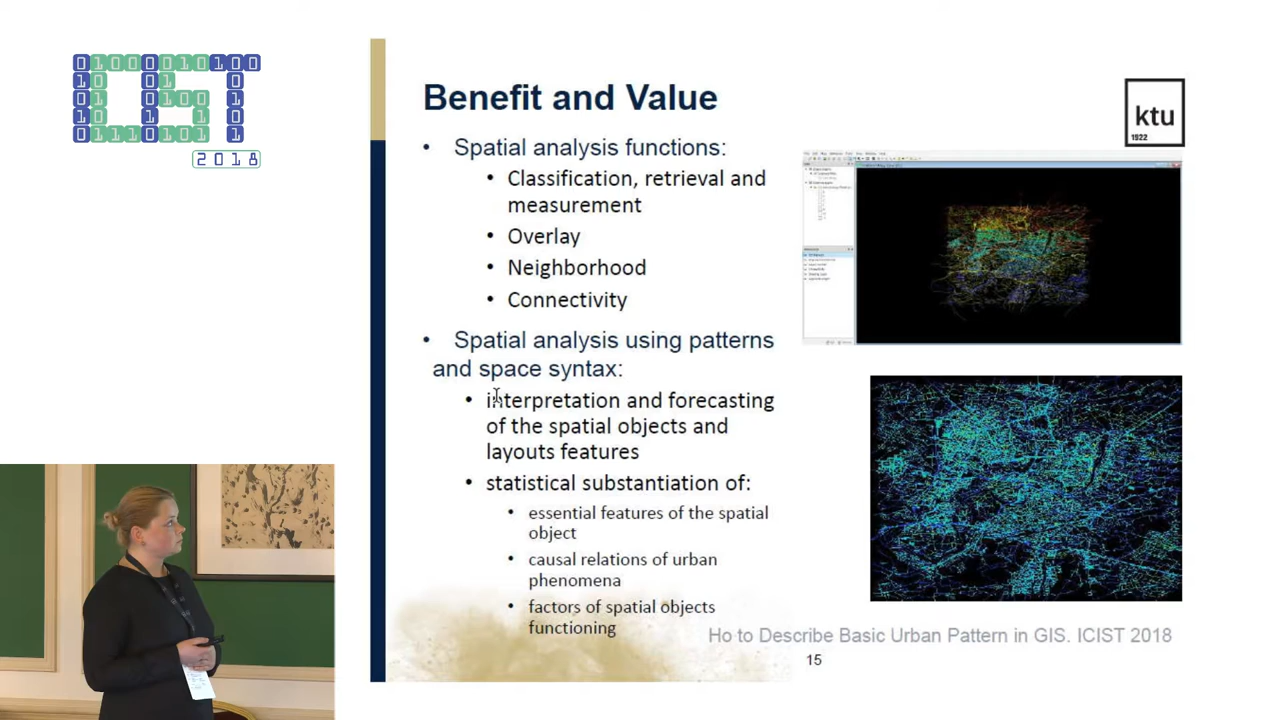 2018
Benefit and Value
ktu
1922
• Spatial analysis functions:
• Classification, retrieval and
measurement
• Overlay
• Neighborhood
• Connectivity
• Spatial analysis using patterns
and space syntax:
• interpretation and forecasting
of the spatial objects and
layouts features
• statistical substantiation of:
• essential features of the spatial
object
• causal relations of urban
phenomena
• factors of spatial objects
functioning
Ho to Describe Basic Urban Pattern in GIS. ICIST 2018
15